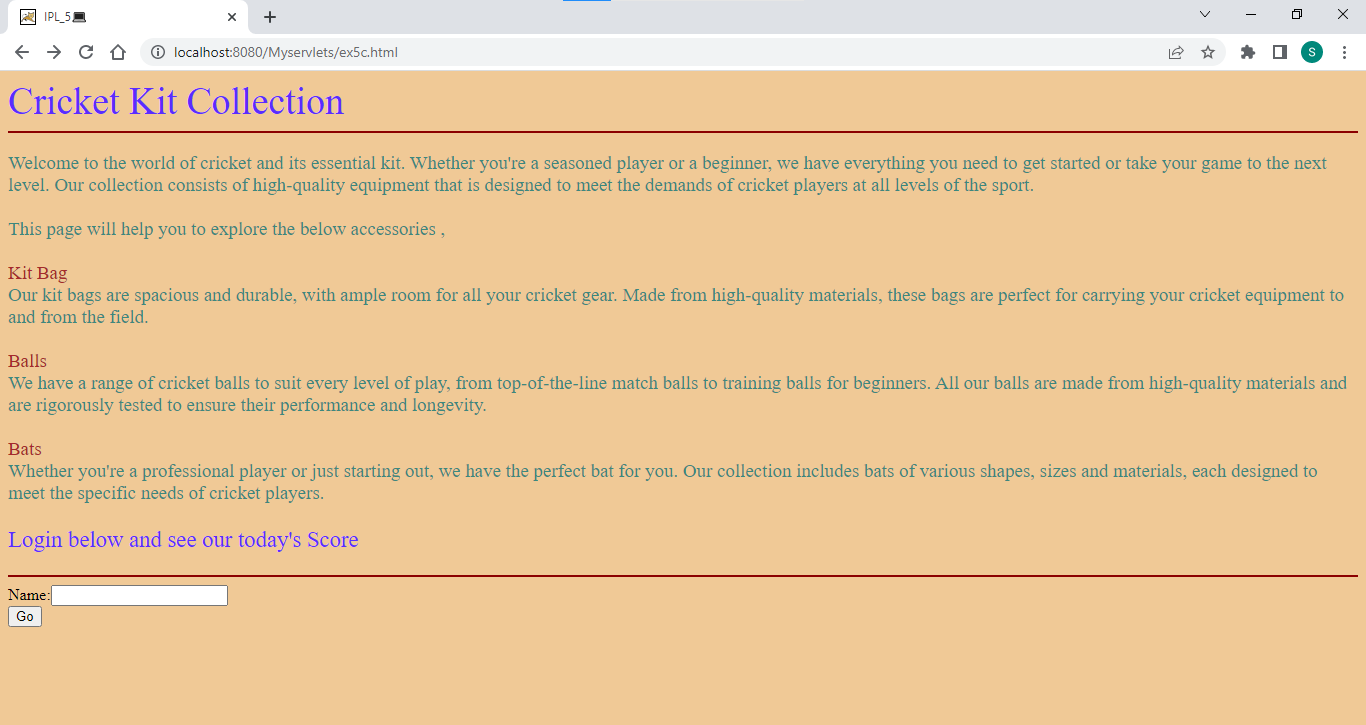 IPL_5💻
localhost:8080/Myservlets/ex5c.html
S
Cricket Kit Collection
Welcome to the world of cricket and its essential kit. Whether you're a seasoned player or a beginner, we have everything you need to get started or take your game to the next
level. Our collection consists of high-quality equipment that is designed to meet the demands of cricket players at all levels of the sport.
This page will help you to explore the below accessories ,
Kit Bag
Our kit bags are spacious and durable, with ample room for all your cricket gear. Made from high-quality materials, these bags are perfect for carrying your cricket equipment to
and from the field.
Balls
We have a range of cricket balls to suit every level of play, from top-of-the-line match balls to training balls for beginners. All our balls are made from high-quality materials and
are rigorously tested to ensure their performance and longevity.
Bats
Whether you're a professional player or just starting out, we have the perfect bat for you. Our collection includes bats of various shapes, sizes and materials, each designed to
meet the specific needs of cricket players.
Login below and see our today's Score
Name:
Go